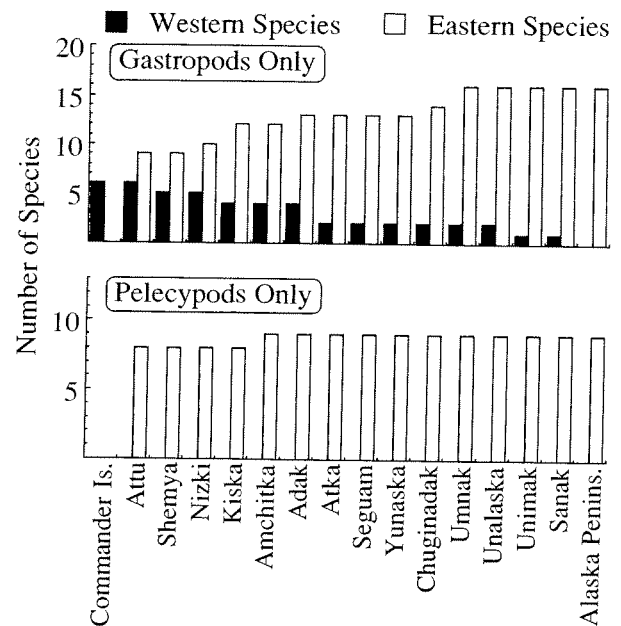 Western Species Eastern Species
Gastropods Only
20
15
10
5
Number of Species
Pelecypods Only
10
5
Commander Is.
Attu
Shemya
Nizki
Kiska
Amchitka
Adak
Atka
Seguam
Yunaska
Chuginadak
Umnak
Unalaska
Unimak
Sanak
Alaska Penins.